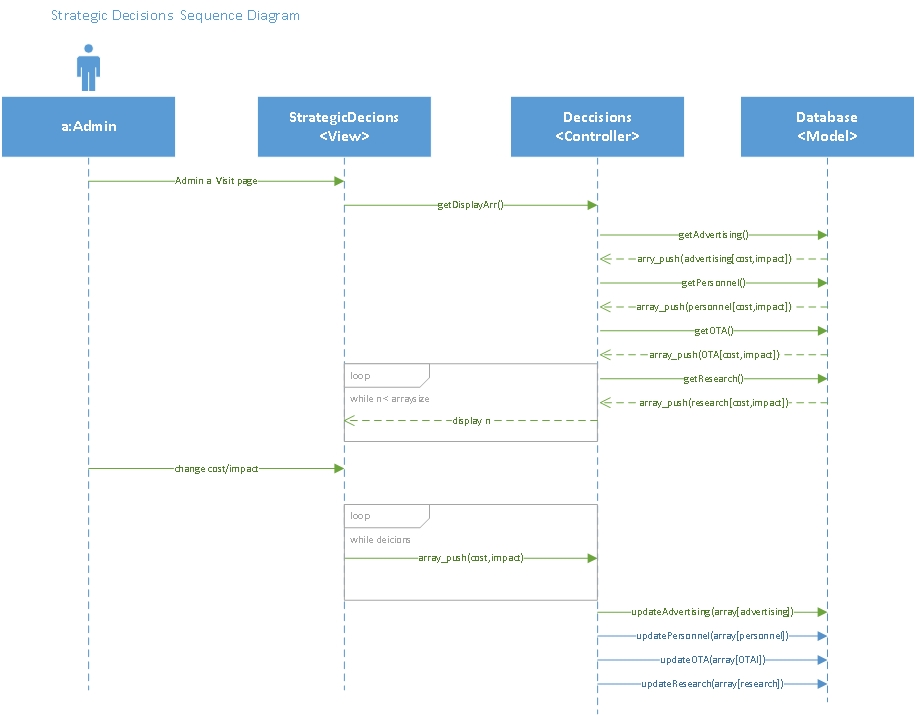 Strategic Decisions Sequence Diagram
a:Admin
StrategicDecions
<View>
Deccisions
<Controller>
Database
<Model>
Admin a Visit page
getDisplayArr()
getAdvertising()
arry_push(advertising[cost,impact])
getPersonnel()
array_push(personnel[cost,impact])
getOTA()
array_push(OTA[cost,impact])
loop
getResearch()
while n < arraysize
array_push(research[cost,impact])
display n
change cost/impact
loop
while deicions
array_push(cost,impact)
updateAdvertising(array[advertising])
updatePersonnel(array[personnel])
updateOTA(array[OTAI])
updateResearch(array[research])